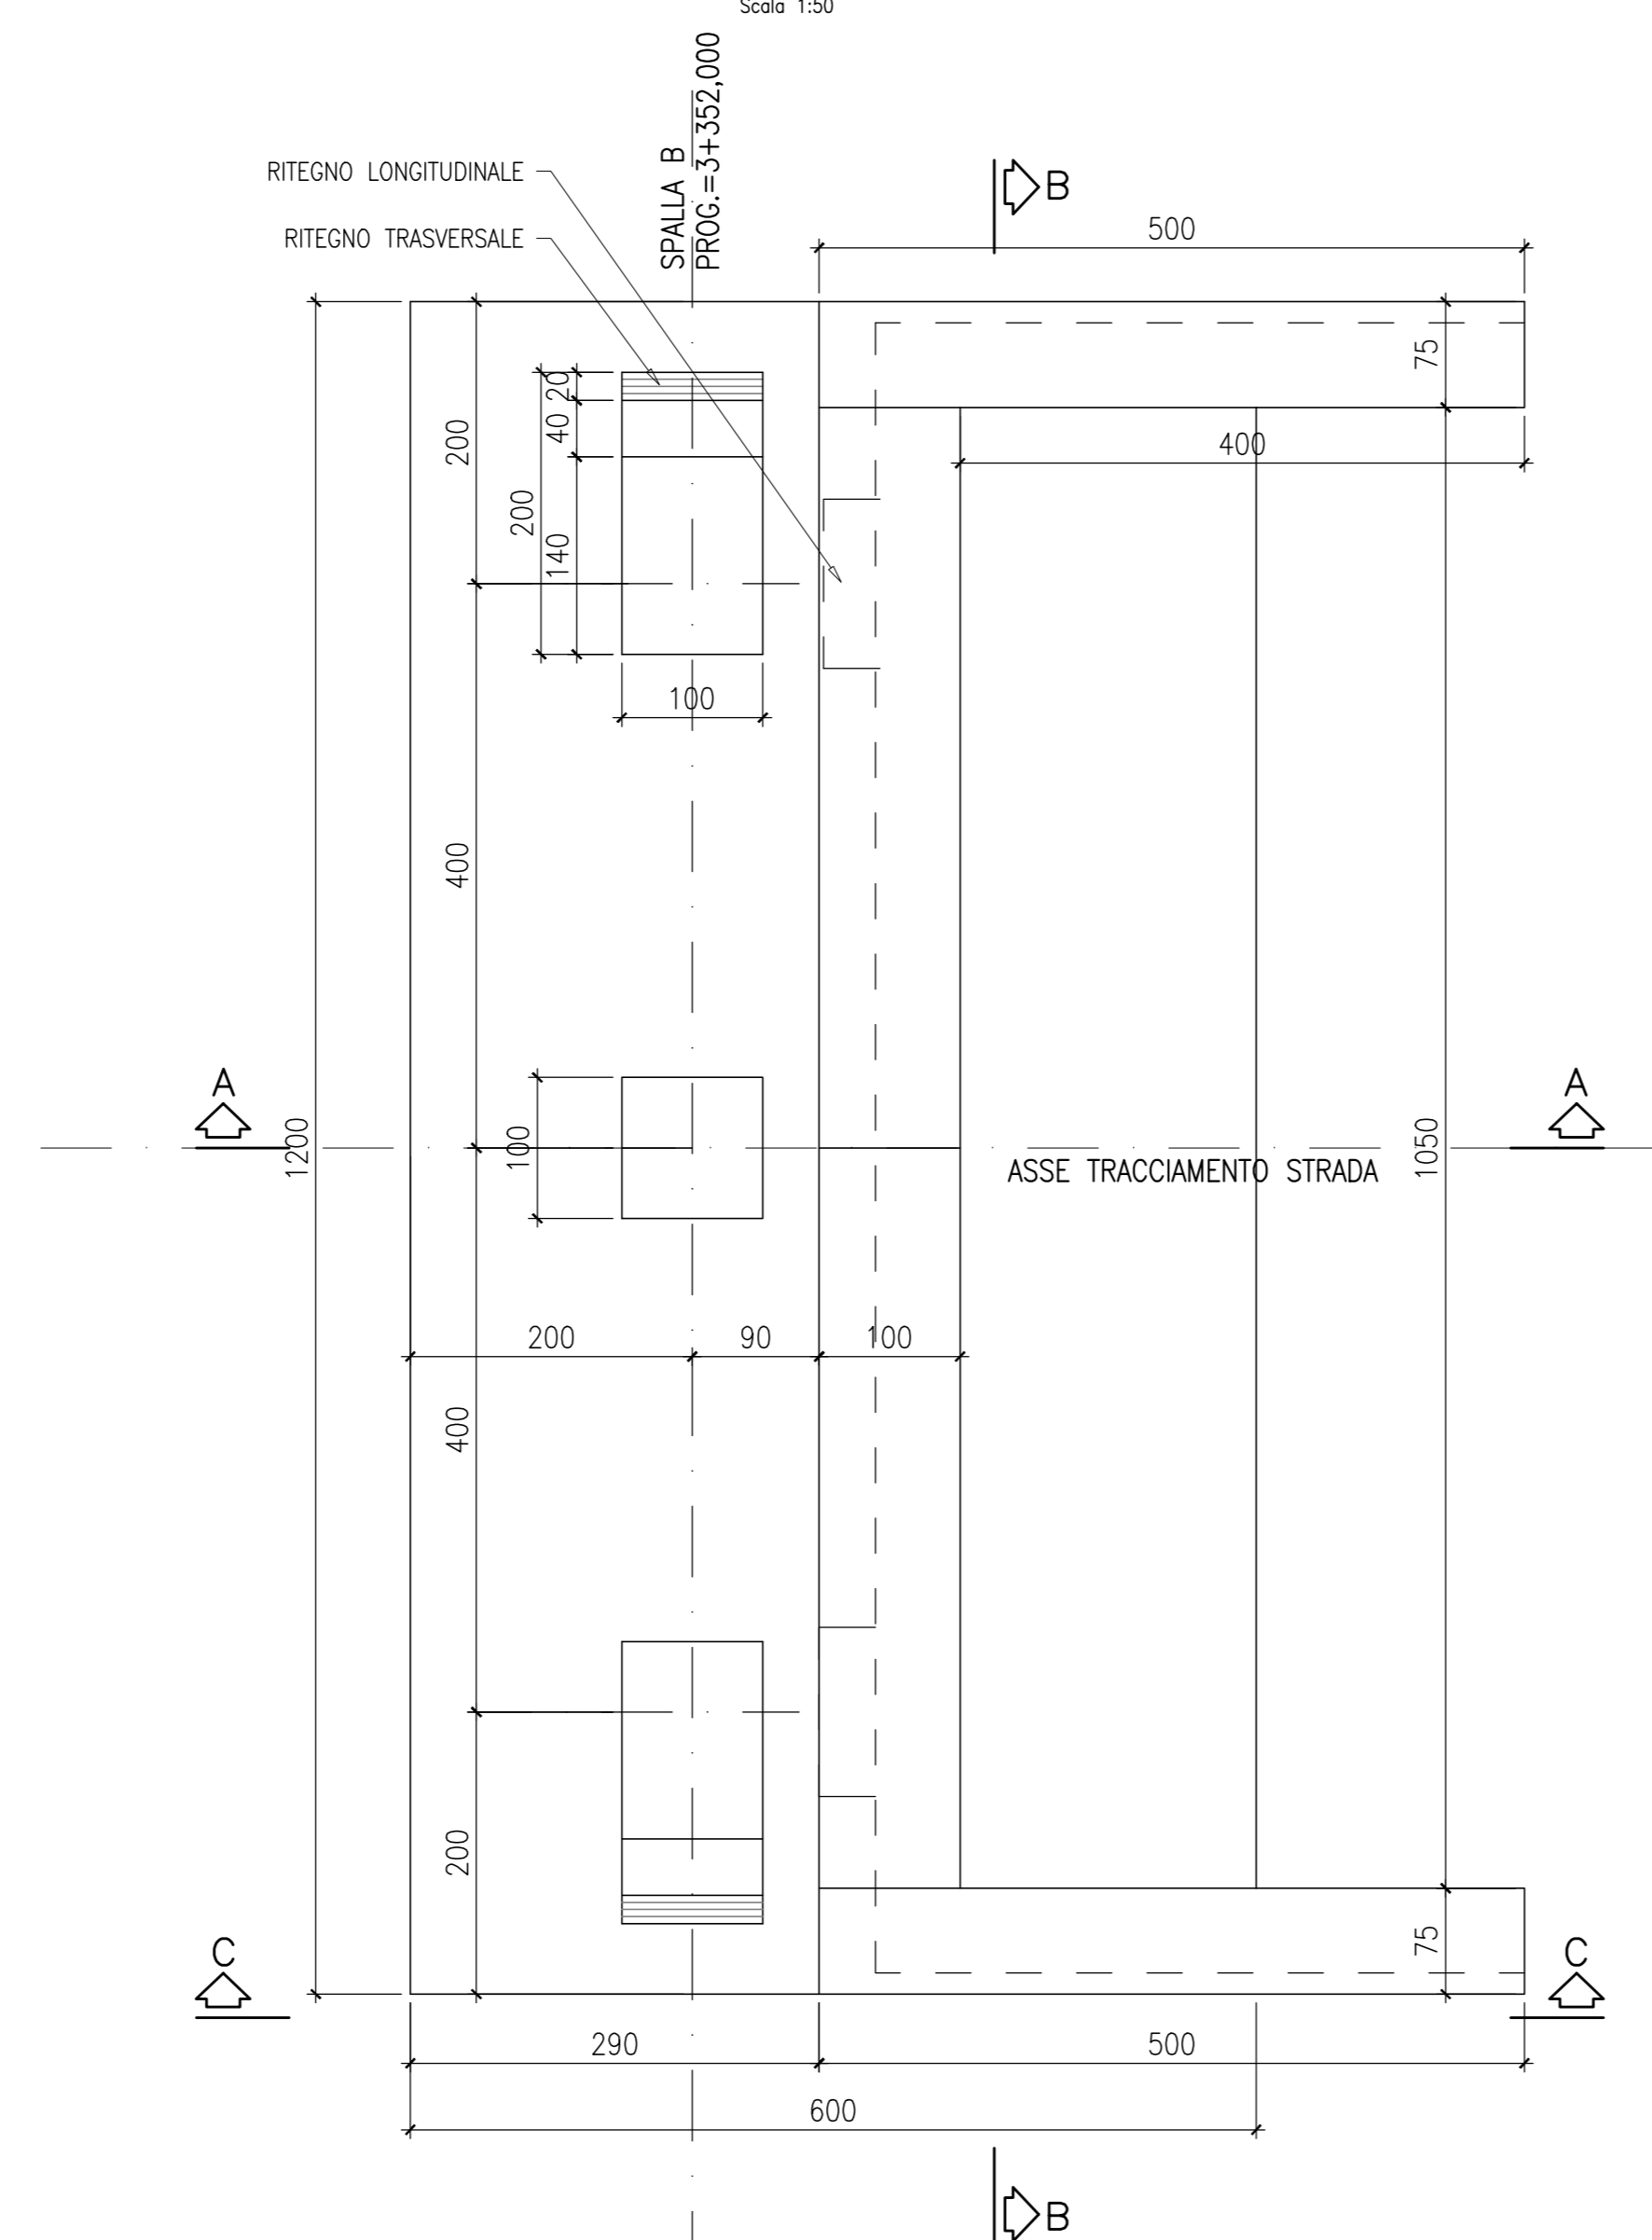 Scala 1:50
SPALLA B
PROG.=3+352,000
RITEGNO LONGITUDINALE
RITEGNO TRASVERSALE
B
500
75
20
40
200
400
200
140
100
400
A
A
1200
100
1050
ASSE TRACCIAMENTO STRADA
200
90
100
400
200
75
C
C
290
500
600
B